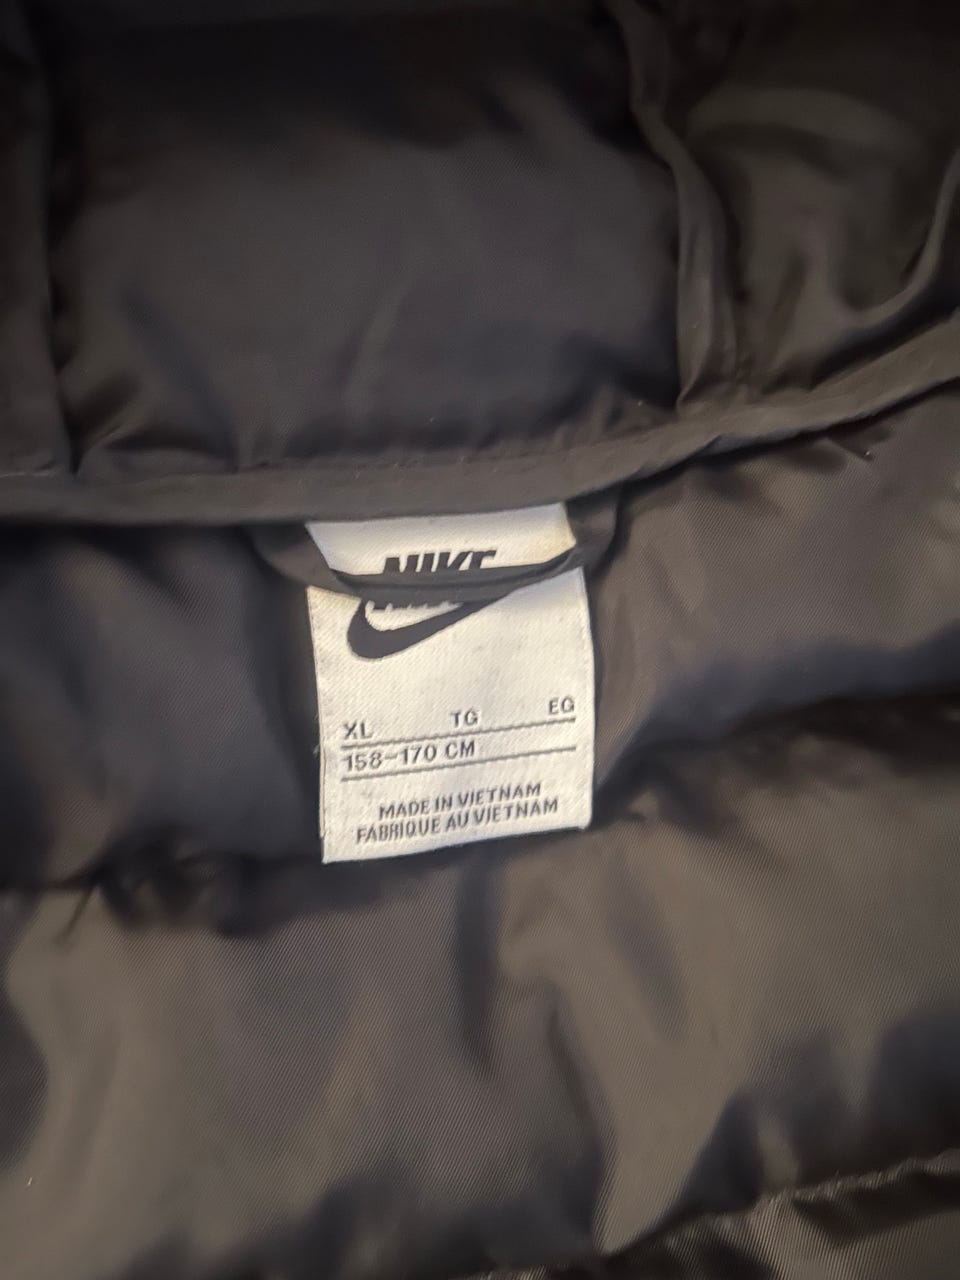 NIKE
XL TG EG
158-170 CM
MADE IN VIETNAM
FABRIQUE AU VIETNAM